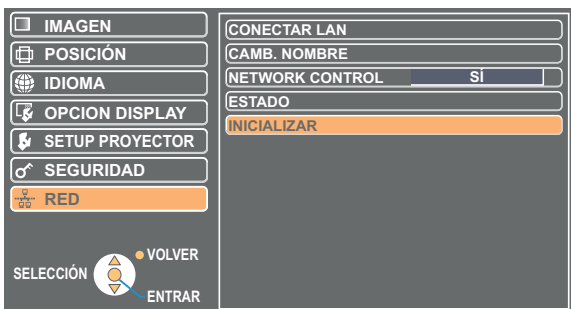 IMAGEN
POSICIÓN
IDIOMA
OPCION DISPLAY
SETUP PROYECTOR
SEGURIDAD
RED
VOLVER
SELECCIÓN
ENTRAR
CONECTAR LAN
CAMB. NOMBRE
NETWORK CONTROL SÍ
ESTADO
INICIALIZAR